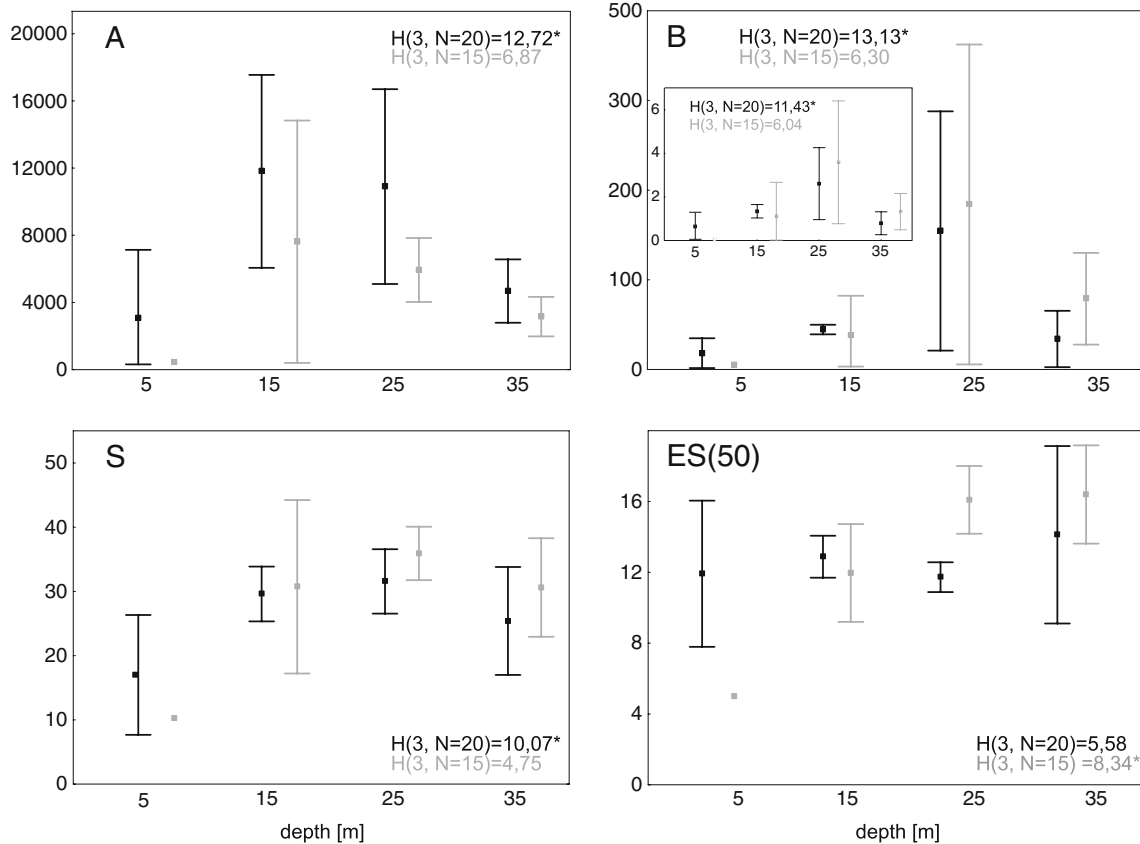 A
H(3, N=20)=12,72*
H(3, N=15)=6,87
20000
16000
12000
8000
4000
0
5 15 25 35
B
H(3, N=20)=13,13*
H(3, N=15)=6,30
500
300
200
100
0
5 15 25 35
H(3, N=20)=11,43*
H(3, N=15)=6,04
6
4
2
0
5 15 25 35
S
50
40
30
20
10
0
H(3, N=20)=10,07*
H(3, N=15)=4,75
5 15 25 35
depth [m]
ES(50)
16
12
8
4
0
H(3, N=20)=5,58
H(3, N=15) =8,34*
5 15 25 35
depth [m]